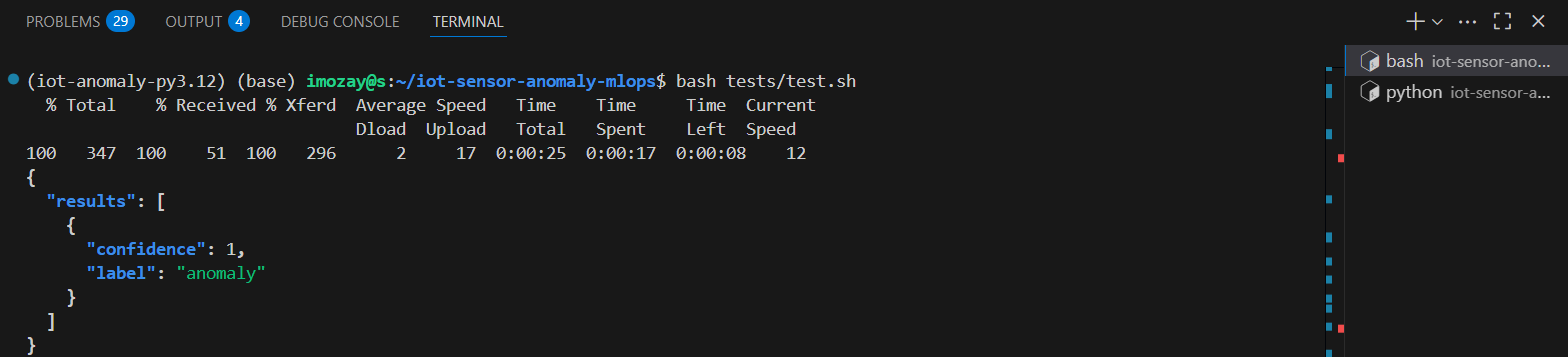 PROBLEMS 29 OUTPUT 4 DEBUG CONSOLE TERMINAL
(iot-anomaly-py3.12) (base) imozay@s:~/iot-sensor-anomaly-mlops$ bash tests/test.sh
  % Total    % Received % Xferd  Average Speed   Time    Time     Time  Current
                                 Dload  Upload   Total   Spent    Left  Speed
100   347  100    51  100   296      2     17  0:00:25  0:00:17  0:00:08    12
{
  "results": [
    {
      "confidence": 1,
      "label": "anomaly"
    }
  ]
}
bash iot-sensor-ano...
python iot-sensor-a...